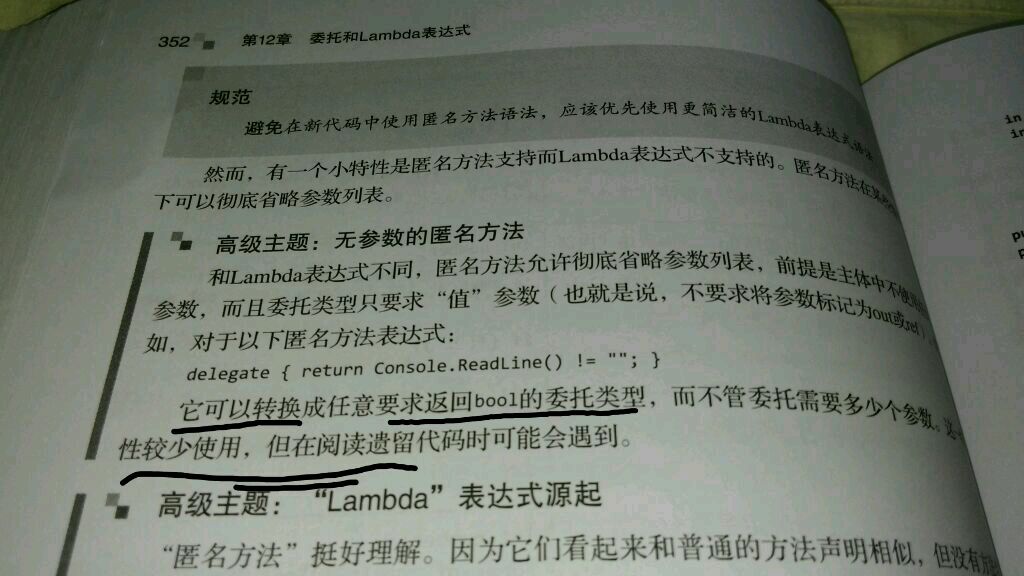 352 第12章 委托和Lambda表达式
规范
避免在新代码中使用匿名方法语法，应该优先使用更简洁的Lambda表达式语法
然而，有一个小特性是匿名方法支持而Lambda表达式不支持的。匿名方法在某些
下可以彻底省略参数列表。
高级主题：无参数的匿名方法
和Lambda表达式不同，匿名方法允许彻底省略参数列表，前提是主体中不使用
参数，而且委托类型只要求“值”参数（也就是说，不要求将参数标记为out或ref）
如，对于以下匿名方法表达式：
delegate { return Console.ReadLine() != ""; }
它可以转换成任意要求返回bool的委托类型，而不管委托需要多少个参数。这一
性较少使用，但在阅读遗留代码时可能会遇到。
高级主题：“Lambda”表达式源起
“匿名方法”挺好理解。因为它们看起来和普通的方法声明相似，但没有
in
in
pu
p